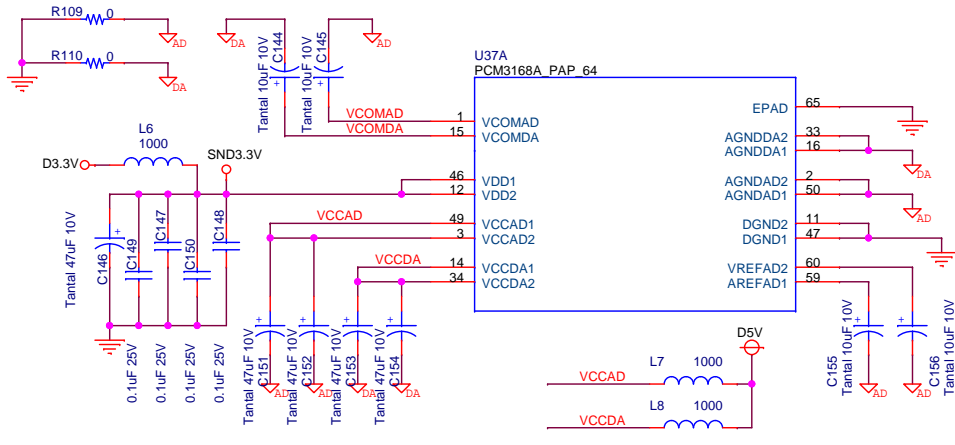 R109 0
AD
R110 0
DA
DA
AD
Tantal 10uF 10V
C144
Tantal 10uF 10V
C145
U37A
PCM3168A_PAP_64
VCOMAD
VCOMDA
1 VCOMAD
15 VCOMDA
EPAD 65
AGNDDA2 33
AGNDDA1 16
DA
L6
1000
D3.3V
SND3.3V
46 VDD1
12 VDD2
AGNDAD2 2
AGNDAD1 50
AD
VCCAD
49 VCCAD1
3 VCCAD2
DGND2 11
DGND1 47
VCCDA
14 VCCDA1
34 VCCDA2
VREFAD2 60
AREFAD1 59
Tantal 47uF 10V
C146
C149
C147
C150
C148
0.1uF 25V
0.1uF 25V
0.1uF 25V
0.1uF 25V
Tantal 47uF 10V
C151
AD
Tantal 47uF 10V
C152
AD
Tantal 47uF 10V
C153
DA
Tantal 47uF 10V
C154
DA
C155
Tantal 10uF 10V
AD
C156
Tantal 10uF 10V
AD
D5V
L7 1000
VCCAD
L8 1000
VCCDA